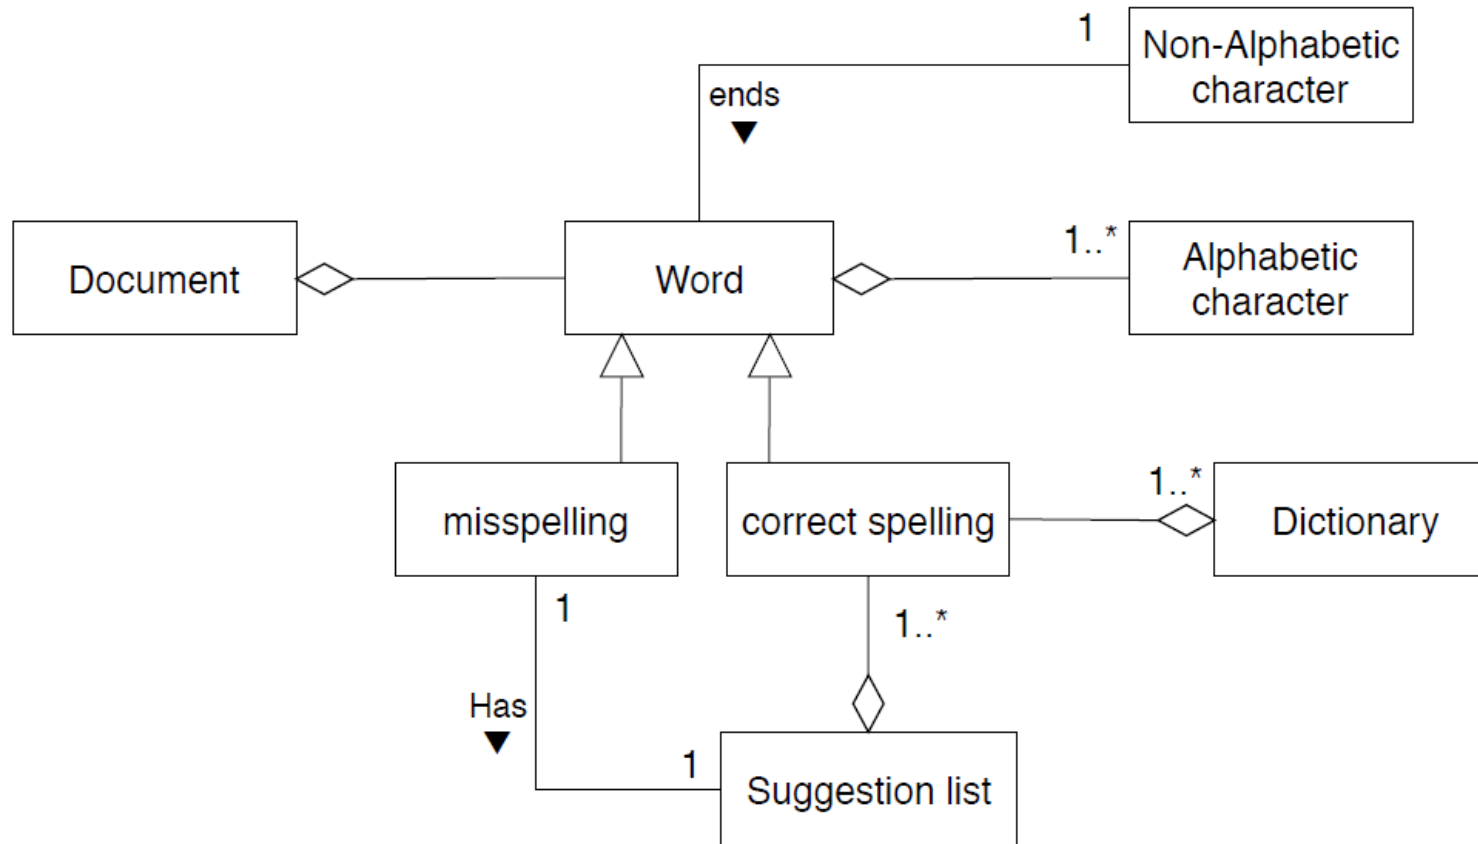 1
Non-Alphabetic
character
ends
Document
Word
1..*
Alphabetic
character
misspelling
correct spelling
1..*
Dictionary
1
1..*
Has
1
Suggestion list